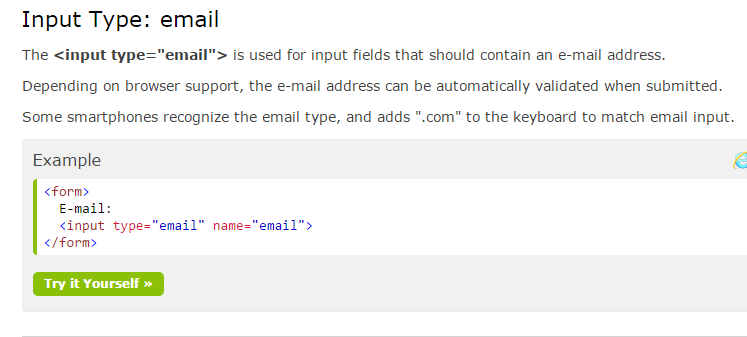 Input Type: email
The <input type="email"> is used for input fields that should contain an e-mail address.
Depending on browser support, the e-mail address can be automatically validated when submitted.
Some smartphones recognize the email type, and adds ".com" to the keyboard to match email input.
Example
<form>
  E-mail:
  <input type="email" name="email">
</form>
Try it Yourself »